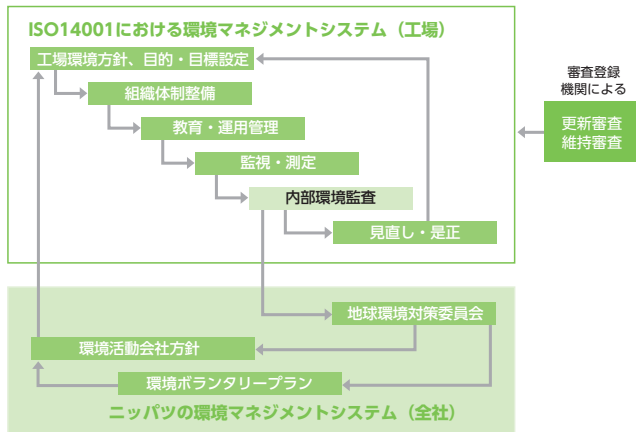 ISO14001における環境マネジメントシステム（工場）
工場環境方針、目的・目標設定
組織体制整備
教育・運用管理
監視・測定
内部環境監査
見直し・是正
審査登録
機関による
更新審査
維持審査
地球環境対策委員会
環境活動会社方針
環境ボランタリープラン
ニッパツの環境マネジメントシステム（全社）